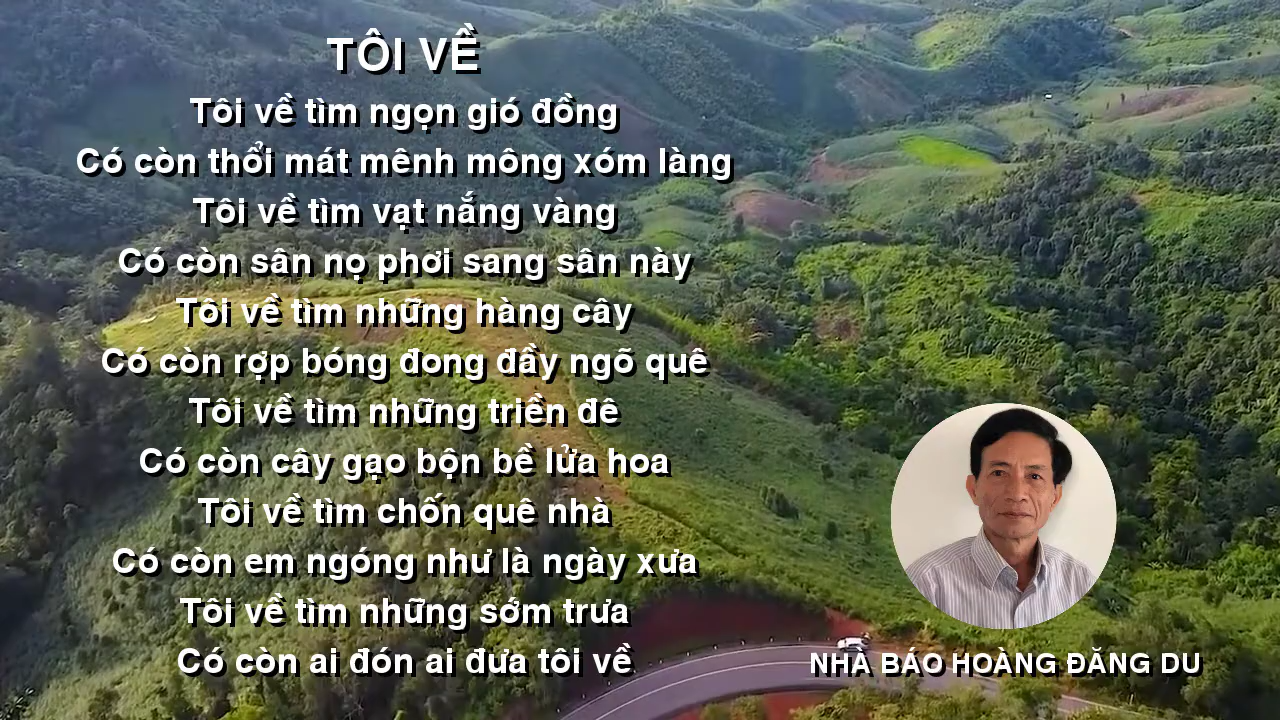 TÔI VỀ
Tôi về tìm ngọn gió đồng
Có còn thổi mát mênh mông xóm làng
Tôi về tìm vạt nắng vàng
Có còn sân nọ phơi sang sân này
Tôi về tìm những hàng cây
Có còn rợp bóng đong đầy ngõ quê
Tôi về tìm những triền đê
Có còn cây gạo bộn bề lửa hoa
Tôi về tìm chốn quê nhà
Có còn em ngóng như là ngày xưa
Tôi về tìm những sớm trưa
Có còn ai đón ai đưa tôi về
NHÀ BÁO HOÀNG ĐĂNG DU